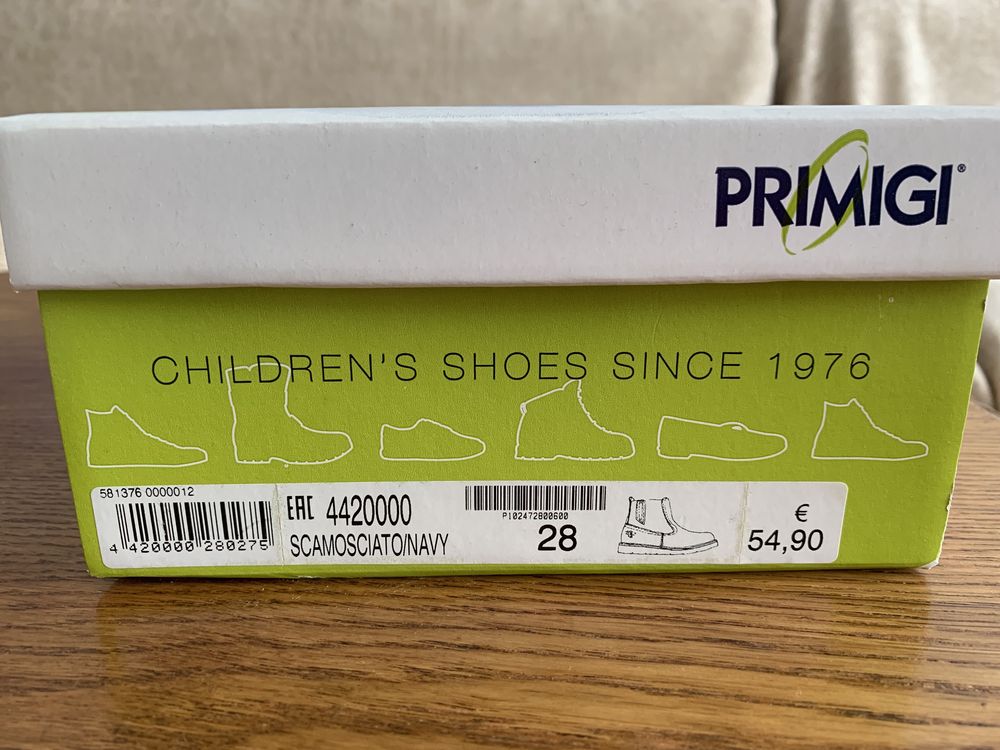 PRIMIGI®
CHILDREN'S SHOES SINCE 1976
581376 0000012
4 420000 280275
EAC 4420000
SCAMOSCIATO/NAVY
P102472800600
28
€
54,90